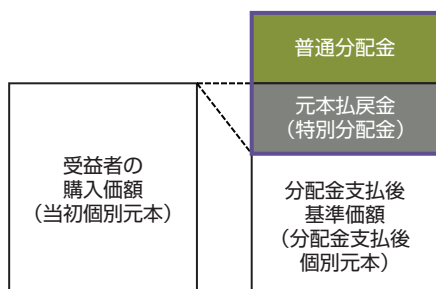 普通分配金
元本払戻金
（特別分配金）
受益者の
購入価額
（当初個別元本）
分配金支払後
基準価額
（分配金支払後
個別元本）